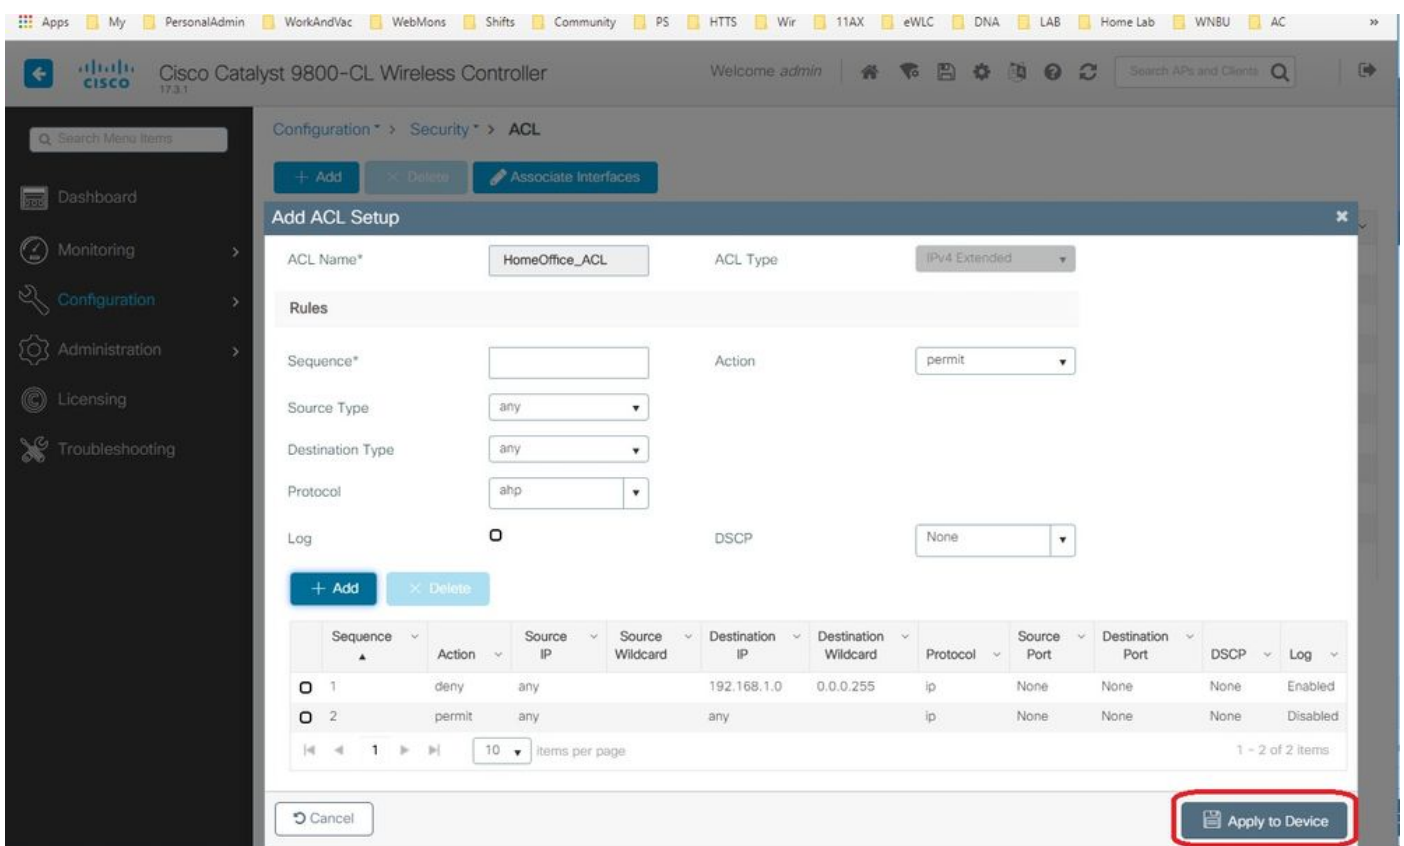 Apps My PersonalAdmin WorkAndVac WebMons Shifts Community PS HTTS Wir 11AX eWLC DNA LAB Home Lab WNBU AC »
cisco Cisco Catalyst 9800-CL Wireless Controller Welcome admin Search APs and Clients
17.3.1
Search Menu Items
Dashboard
Monitoring
Configuration
Administration
Licensing
Troubleshooting
Configuration > Security > ACL
+ Add × Delete Associate Interfaces
Add ACL Setup
ACL Name* HomeOffice_ACL ACL Type IPv4 Extended
Rules
Sequence* Action permit
Source Type any
Destination Type any
Protocol ahp
Log DSCP None
+ Add × Delete
Sequence Action Source IP Source Wildcard Destination IP Destination Wildcard Protocol Source Port Destination Port DSCP Log
1 deny any 192.168.1.0 0.0.0.255 ip None None None Enabled
2 permit any any ip None None None Disabled
1 10 items per page 1 - 2 of 2 items
Cancel Apply to Device